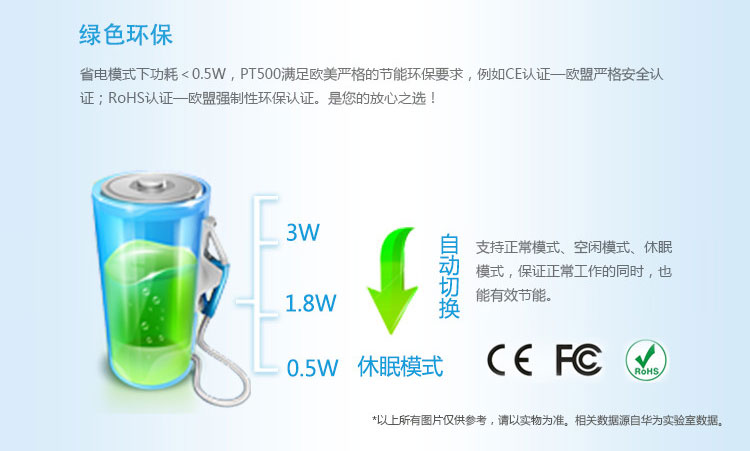 绿色环保
省电模式下功耗＜0.5W，PT500满足欧美严格的节能环保要求，例如CE认证—欧盟严格安全认
证；RoHS认证—欧盟强制性环保认证。是您的放心之选！
3W
1.8W
0.5W
自动切换
休眠模式
支持正常模式、空闲模式、休眠
模式，保证正常工作的同时，也
能有效节能。
CE FC RoHS
*以上所有图片仅供参考，请以实物为准。相关数据源自华为实验室数据。